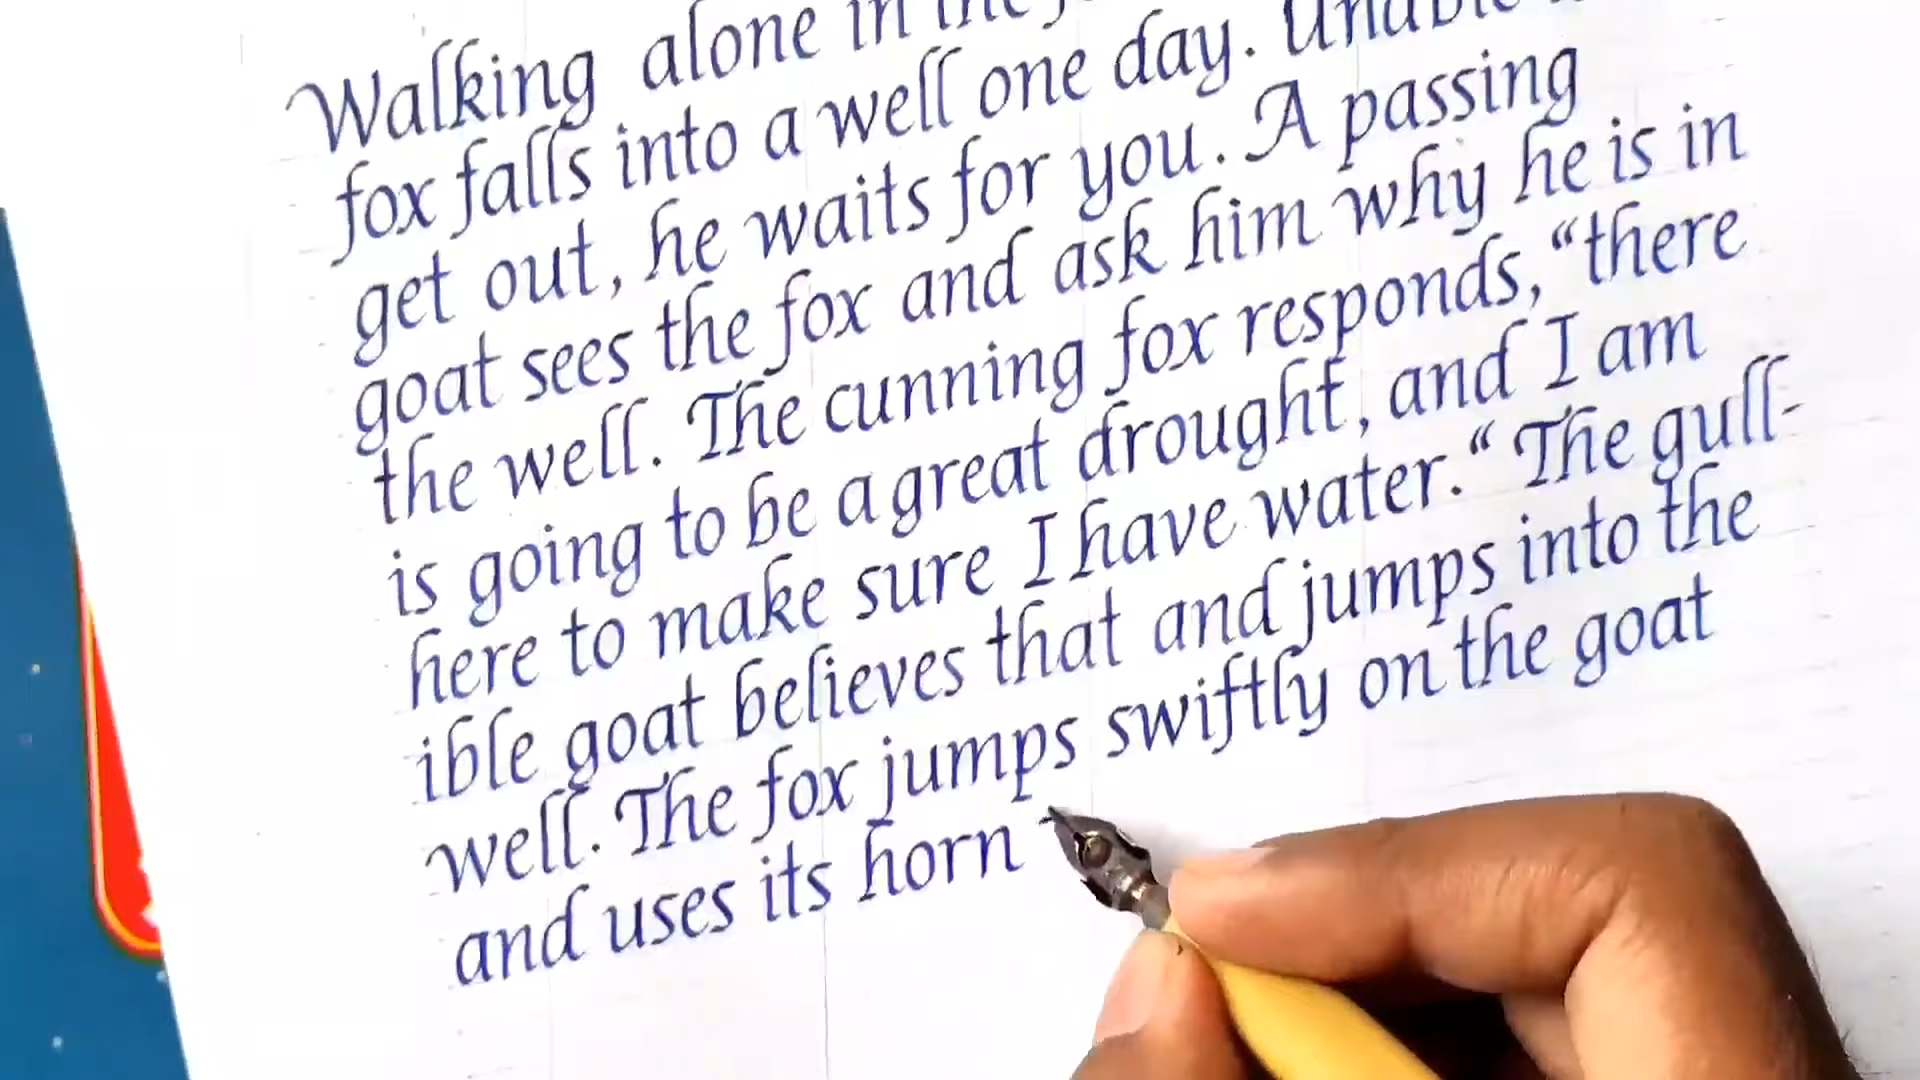 Walking alone in the
fox falls into a well one day. Unable
get out, he waits for you. A passing
goat sees the fox and ask him why he is in
the well. The cunning fox responds, “there
is going to be a great drought, and I am
here to make sure I have water.“ The gull-
ible goat believes that and jumps into the
well. The fox jumps swiftly on the goat
and uses its horn